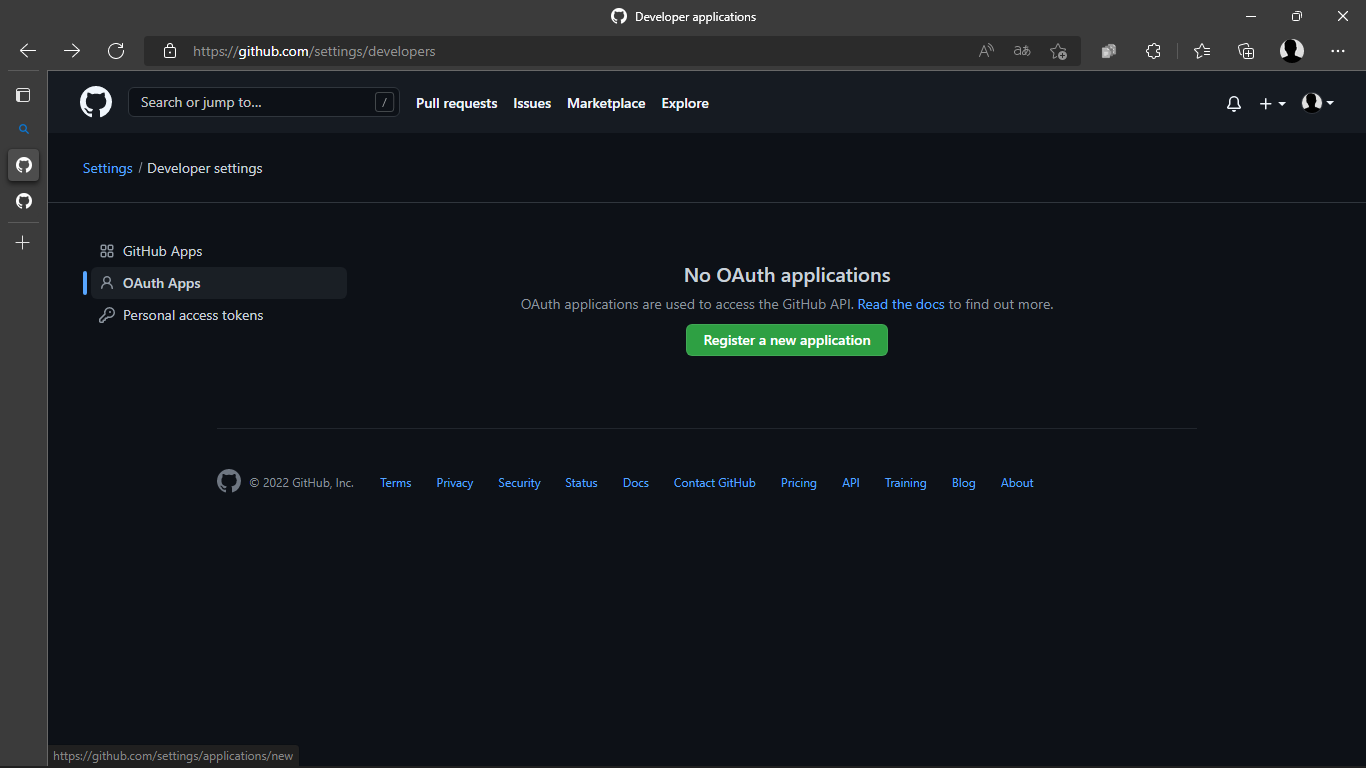 Developer applications
https://github.com/settings/developers
Search or jump to... /
Pull requests Issues Marketplace Explore
Settings / Developer settings
GitHub Apps
OAuth Apps
Personal access tokens
No OAuth applications
OAuth applications are used to access the GitHub API. Read the docs to find out more.
Register a new application
© 2022 GitHub, Inc. Terms Privacy Security Status Docs Contact GitHub Pricing API Training Blog About
https://github.com/settings/applications/new